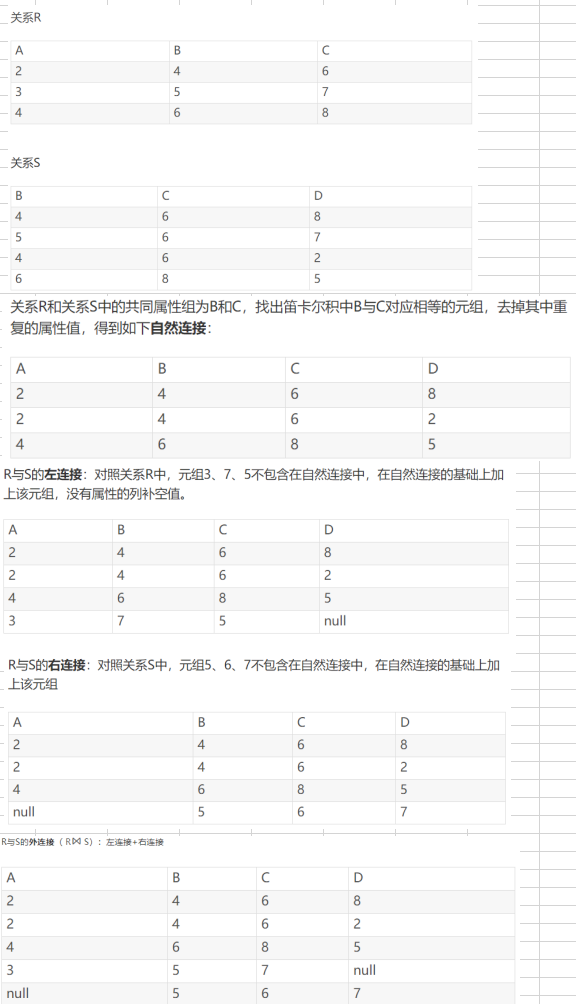 关系R
A B C
2 4 6
3 5 7
4 6 8
关系S
B C D
4 6 8
5 6 7
4 6 2
6 8 5
关系R和关系S中的共同属性组为B和C，找出笛卡尔积中B与C对应相等的元组，去掉其中重
复的属性值，得到如下自然连接：
A B C D
2 4 6 8
2 4 6 2
4 6 8 5
R与S的左连接：对照关系R中，元组3、7、5不包含在自然连接中，在自然连接的基础上加
上该元组，没有属性的列补空值。
A B C D
2 4 6 8
2 4 6 2
4 6 8 5
3 7 5 null
R与S的右连接：对照关系S中，元组5、6、7不包含在自然连接中，在自然连接的基础上加
上该元组
A B C D
2 4 6 8
2 4 6 2
4 6 8 5
null 5 6 7
R与S的外连接（R⟗ S）：左连接+右连接
A B C D
2 4 6 8
2 4 6 2
4 6 8 5
3 5 7 null
null 5 6 7